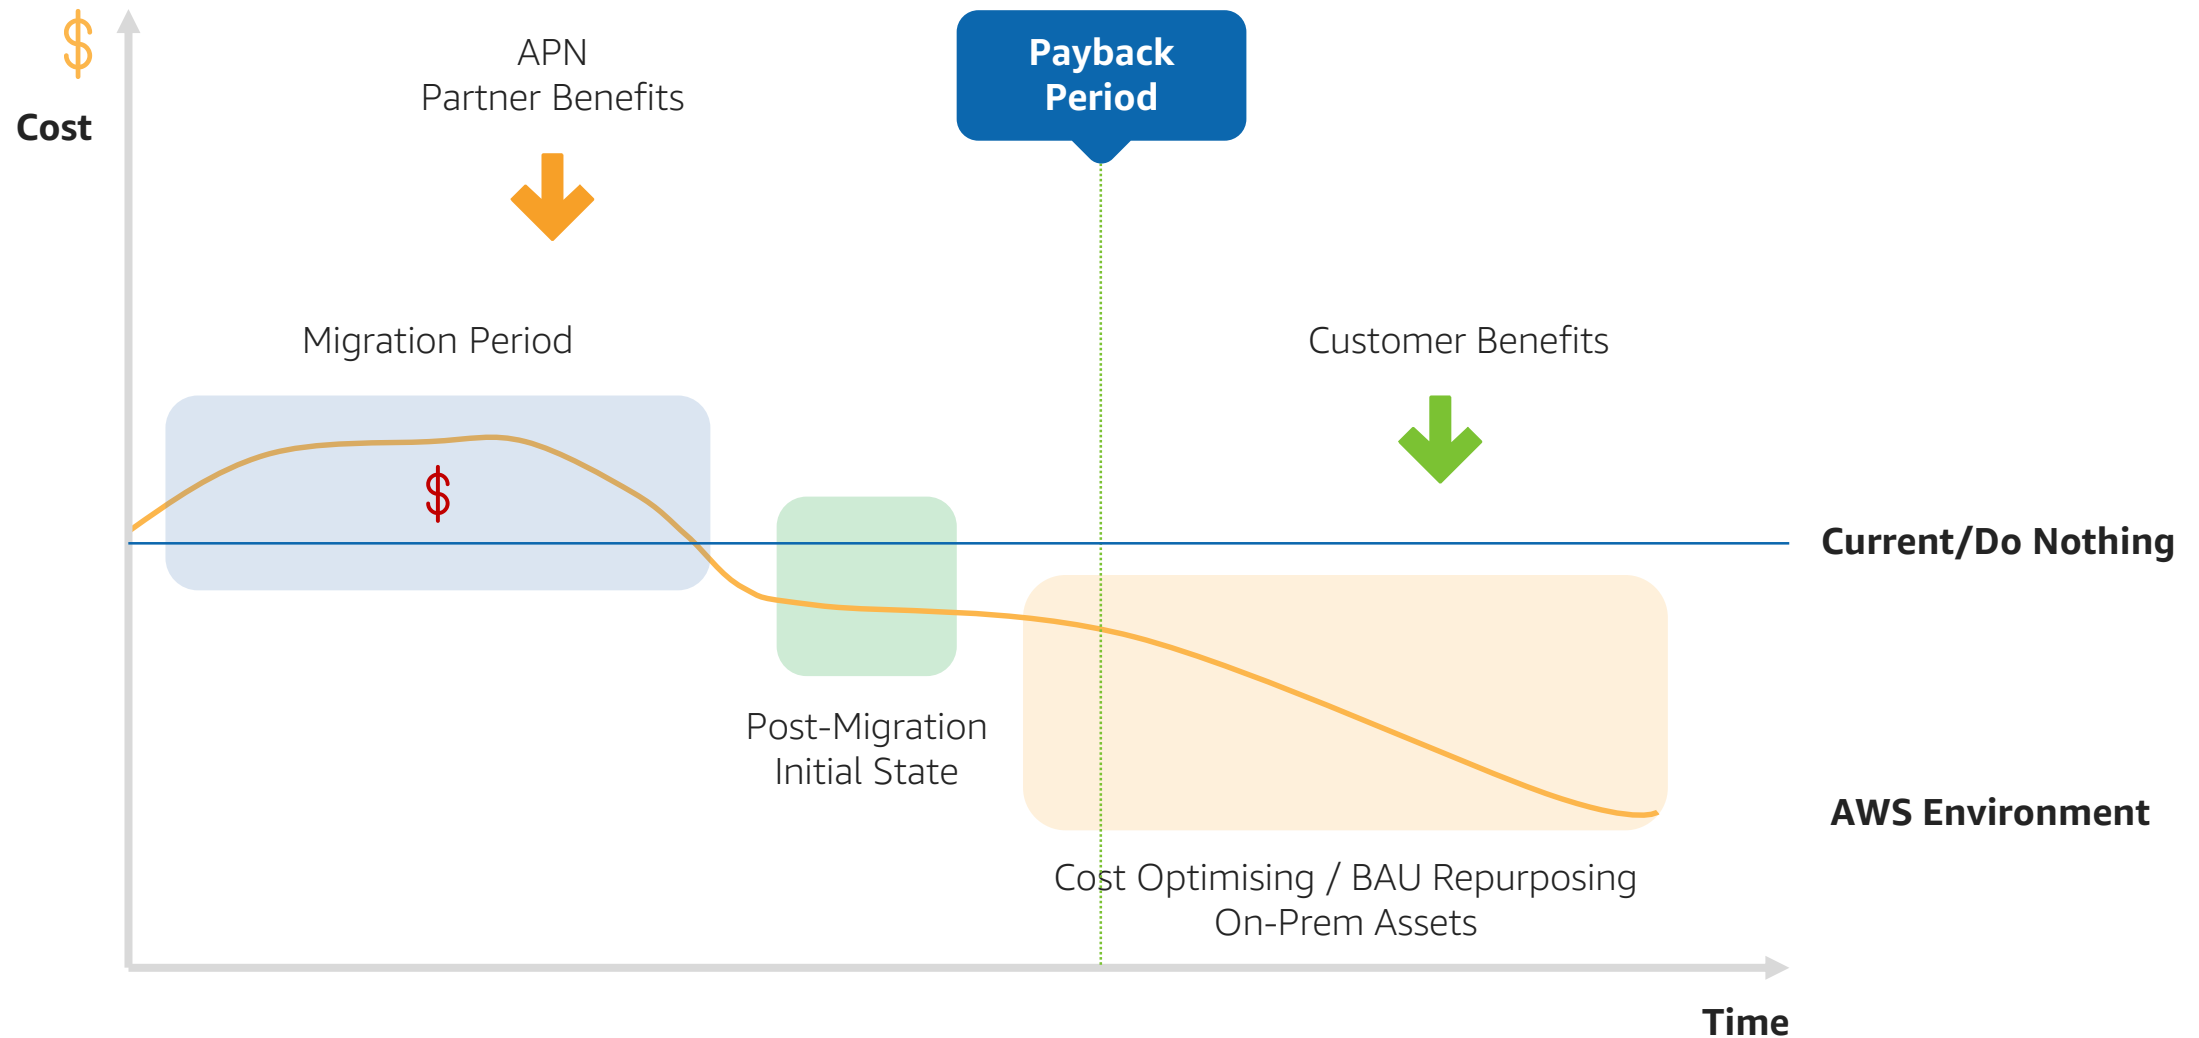 $
Cost
APN
Partner Benefits
Payback
Period
Migration Period
Customer Benefits
$
Current/Do Nothing
Post-Migration
Initial State
AWS Environment
Cost Optimising / BAU Repurposing
On-Prem Assets
Time